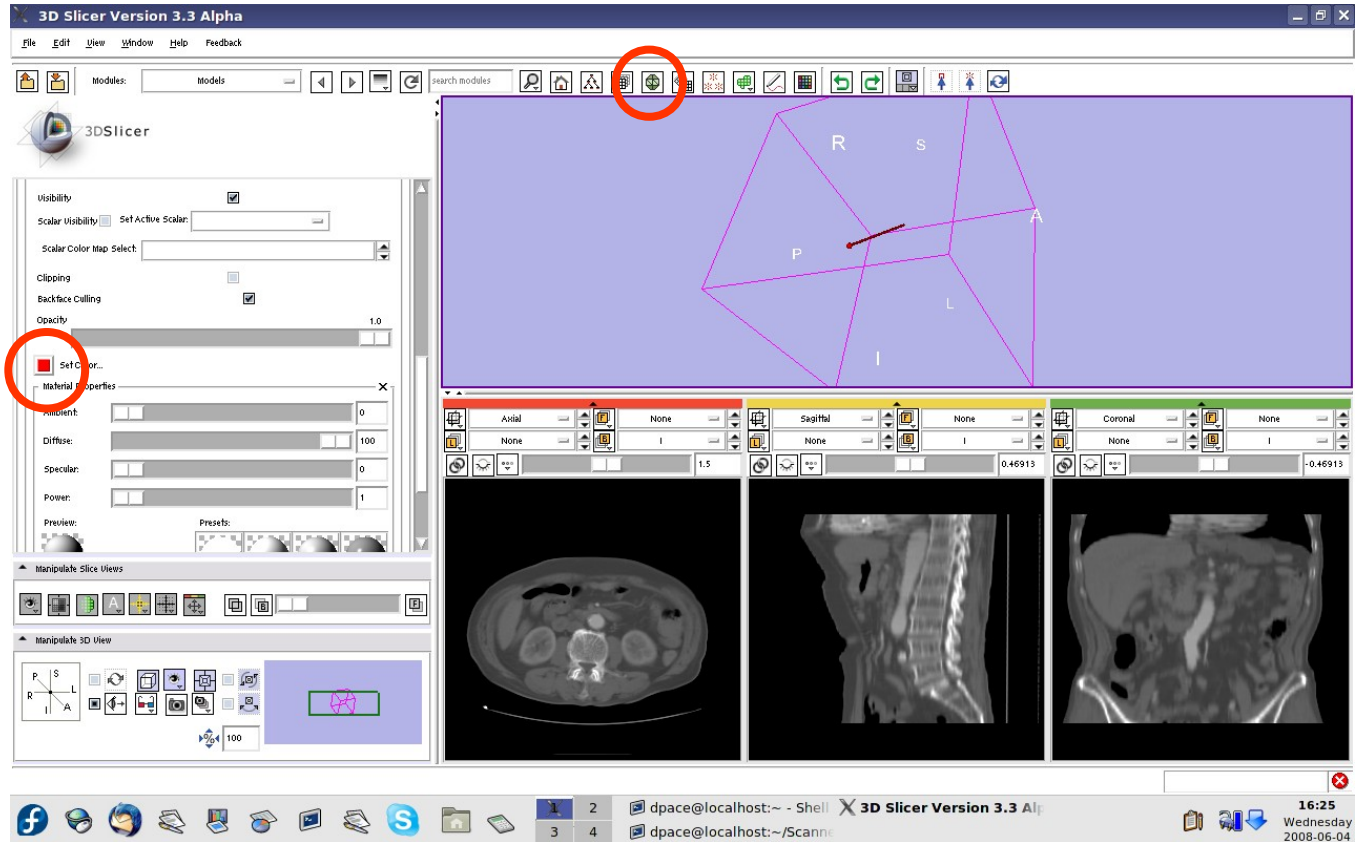 3D Slicer Version 3.3 Alpha
File Edit View Window Help Feedback
Modules: Models search modules
3DSlicer
Visibility
Scalar Visibility Set Active Scalar:
Scalar Color Map Select:
Clipping
Backface Culling
Opacity 1.0
Set Color...
Material Properties
Ambient: 0
Diffuse: 100
Specular: 0
Power: 1
Preview: Presets:
Manipulate Slice Views
Manipulate 3D View
P S
R L
I A
100
R S
A
P
L
I
Axial None
None I
1.5
Sagittal None
None I
0.46913
Coronal None
None I
-0.46913
1 2
3 4
dpace@localhost:~ - Shell
dpace@localhost:~/Scanne
3D Slicer Version 3.3 Alp
16:25
Wednesday
2008-06-04